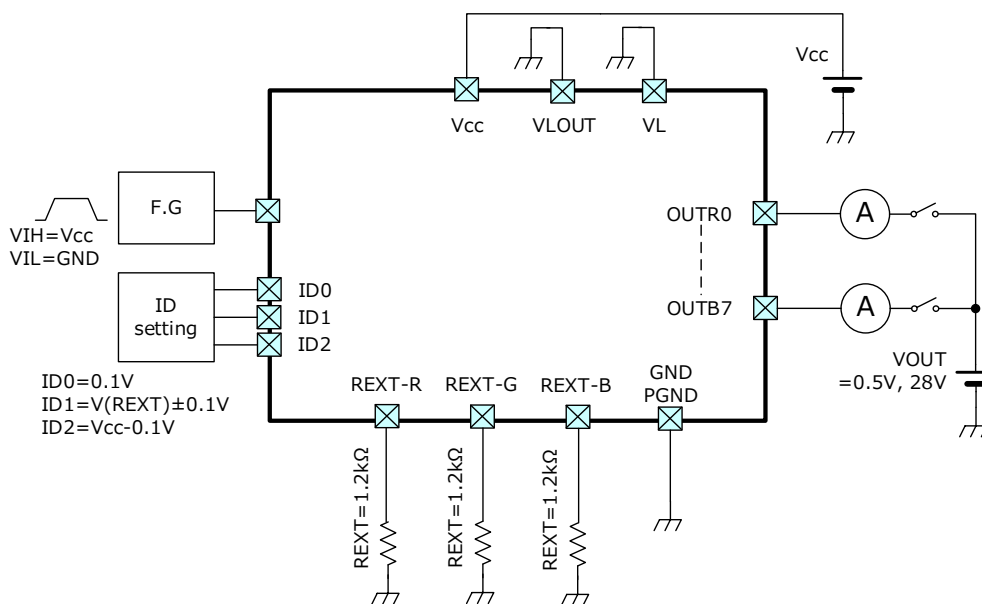 Vcc
Vcc
VLOUT
VL
F.G
VIH=Vcc
VIL=GND
OUTR0
A
ID0
ID1
ID2
ID
setting
OUTB7
A
ID0=0.1V
ID1=V(REXT)±0.1V
ID2=Vcc-0.1V
VOUT
=0.5V, 28V
REXT-R
REXT-G
REXT-B
GND
PGND
REXT=1.2kΩ
REXT=1.2kΩ
REXT=1.2kΩ